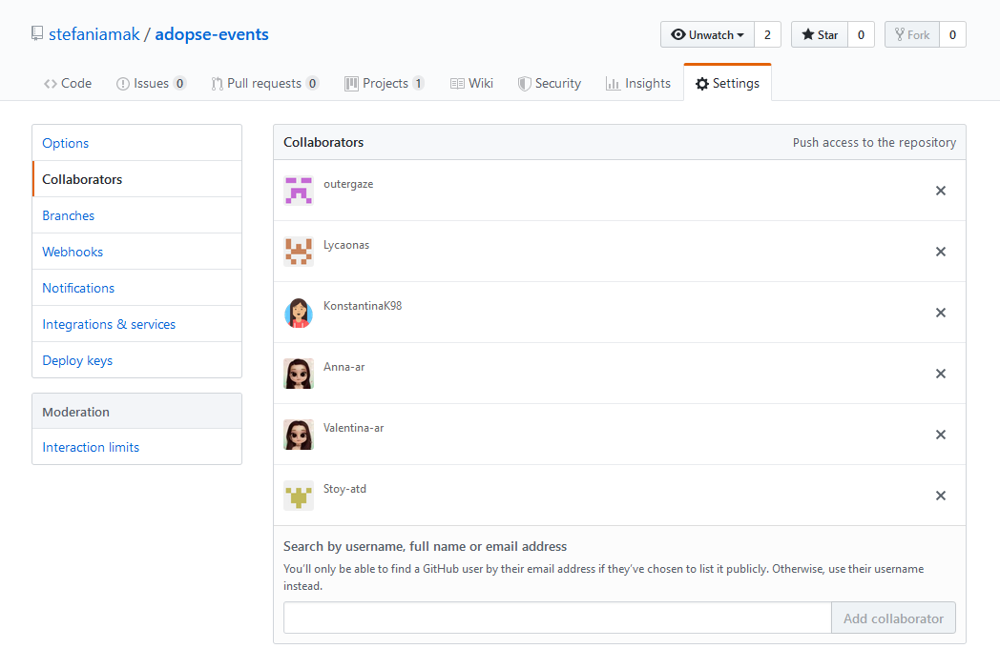 stefaniamak / adopse-events
Unwatch 2
Star 0
Fork 0
Code
Issues 0
Pull requests 0
Projects 1
Wiki
Security
Insights
Settings
Options
Collaborators
Branches
Webhooks
Notifications
Integrations & services
Deploy keys
Moderation
Interaction limits
Collaborators
Push access to the repository
outergaze
Lycaonas
KonstantinaK98
Anna-ar
Valentina-ar
Stoy-atd
Search by username, full name or email address
You’ll only be able to find a GitHub user by their email address if they’ve chosen to list it publicly. Otherwise, use their username
instead.
Add collaborator